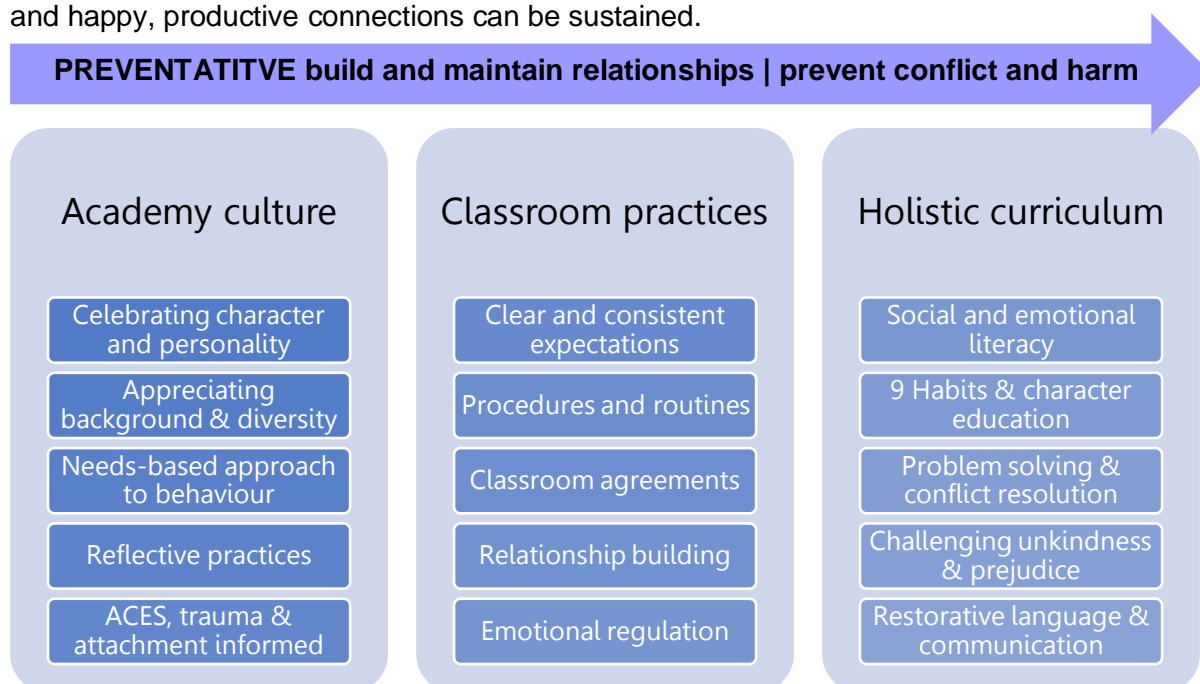 and happy, productive connections can be sustained.
PREVENTATITVE build and maintain relationships | prevent conflict and harm
Academy culture
Celebrating character
and personality
Appreciating
background & diversity
Needs-based approach
to behaviour
Reflective practices
ACES, trauma &
attachment informed
Classroom practices
Clear and consistent
expectations
Procedures and routines
Classroom agreements
Relationship building
Emotional regulation
Holistic curriculum
Social and emotional
literacy
9 Habits & character
education
Problem solving &
conflict resolution
Challenging unkindness
& prejudice
Restorative language &
communication